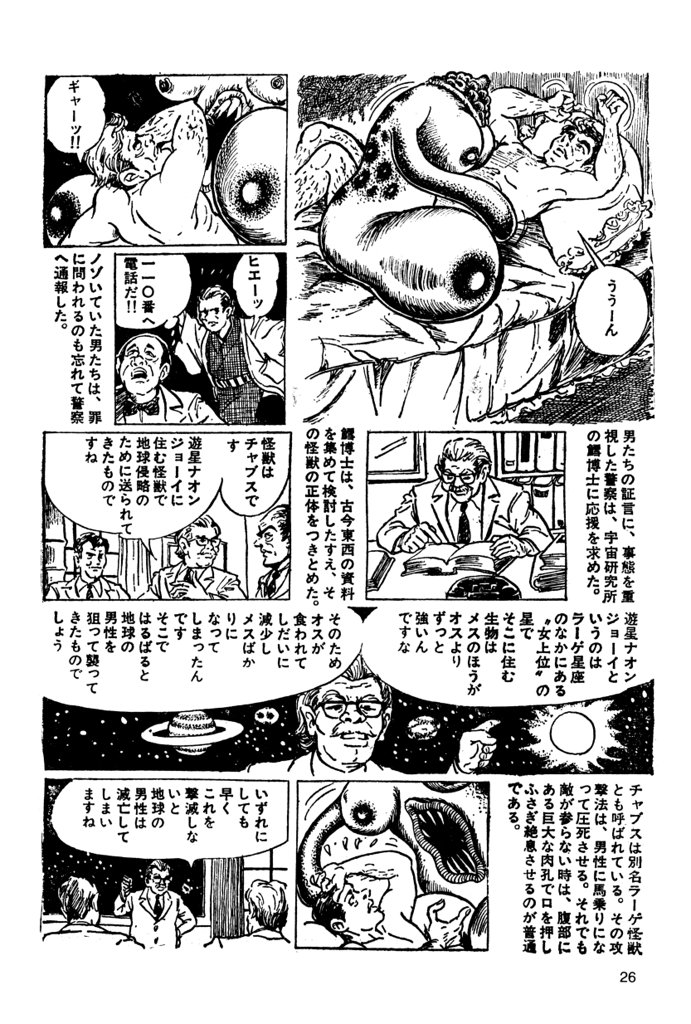 ううーん
ギャーッ!!
ヒエーッ
一一〇番へ
電話だ!!
ノゾいていた男たちは、罪
に問われるのも忘れて警察
へ通報した。
男たちの証言に、事態を重
視した警察は、宇宙研究所
の鱈博士に応援を求めた。
鱈博士は、古今東西の資料
を集めて検討したすえ、そ
の怪獣の正体をつきとめた。
怪獣は
チャブスで
す
遊星ナオン
ジョーイに
住む怪獣で
地球侵略の
ために送られて
きたもので
すね
遊星ナオン
ジョーイと
いうのは
ラーゲ星座
のなかにある
〝女上位〟の
星で
そこに住む
生物は
メスのほうが
オスより
ずっと
強いん
ですな
そのため
オスが
食われて
しだいに
減少し
メスばか
りに
なって
しまったん
です
そこで
はるばると
地球の
男性を
狙って襲って
きたもので
しょう
チャブスは別名ラーゲ怪獣
とも呼ばれている。その攻
撃法は、男性に馬乗りにな
って圧死させる。それでも
敵が参らない時は、腹部に
ある巨大な肉孔で口を押し
ふさぎ絶息させるのが普通
である。
いずれに
しても
早く
これを
撃滅しな
いと
地球の
男性は
滅亡して
しまい
ますね
26